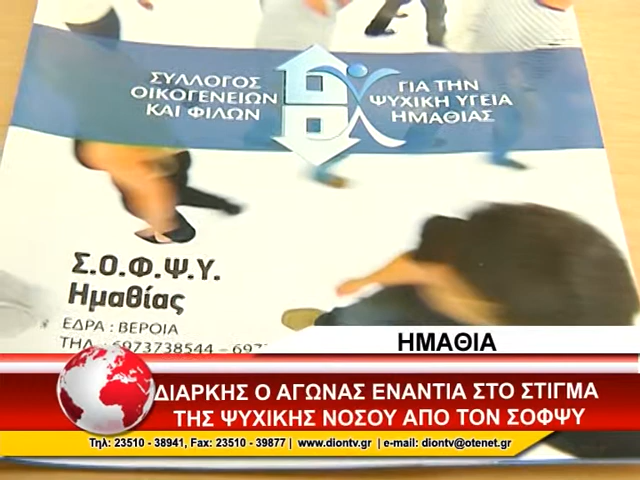 ΣΥΛΛΟΓΟΣ
ΟΙΚΟΓΕΝΕΙΩΝ
ΚΑΙ ΦΙΛΩΝ
ΓΙΑ ΤΗΝ
ΨΥΧΙΚΗ ΥΓΕΙΑ
ΗΜΑΘΙΑΣ
Σ.Ο.Φ.Ψ.Υ.
Ημαθίας
ΕΔΡΑ : ΒΕΡΟΙΑ
ΤΗΛ. : 6973738544 –
ΗΜΑΘΙΑ
ΔΙΑΡΚΗΣ Ο ΑΓΩΝΑΣ ΕΝΑΝΤΙΑ ΣΤΟ ΣΤΙΓΜΑ
ΤΗΣ ΨΥΧΙΚΗΣ ΝΟΣΟΥ ΑΠΟ ΤΟΝ ΣΟΦΨΥ
Τηλ: 23510 - 38941, Fax: 23510 - 39877 | www.diontv.gr | e-mail: diontv@otenet.gr